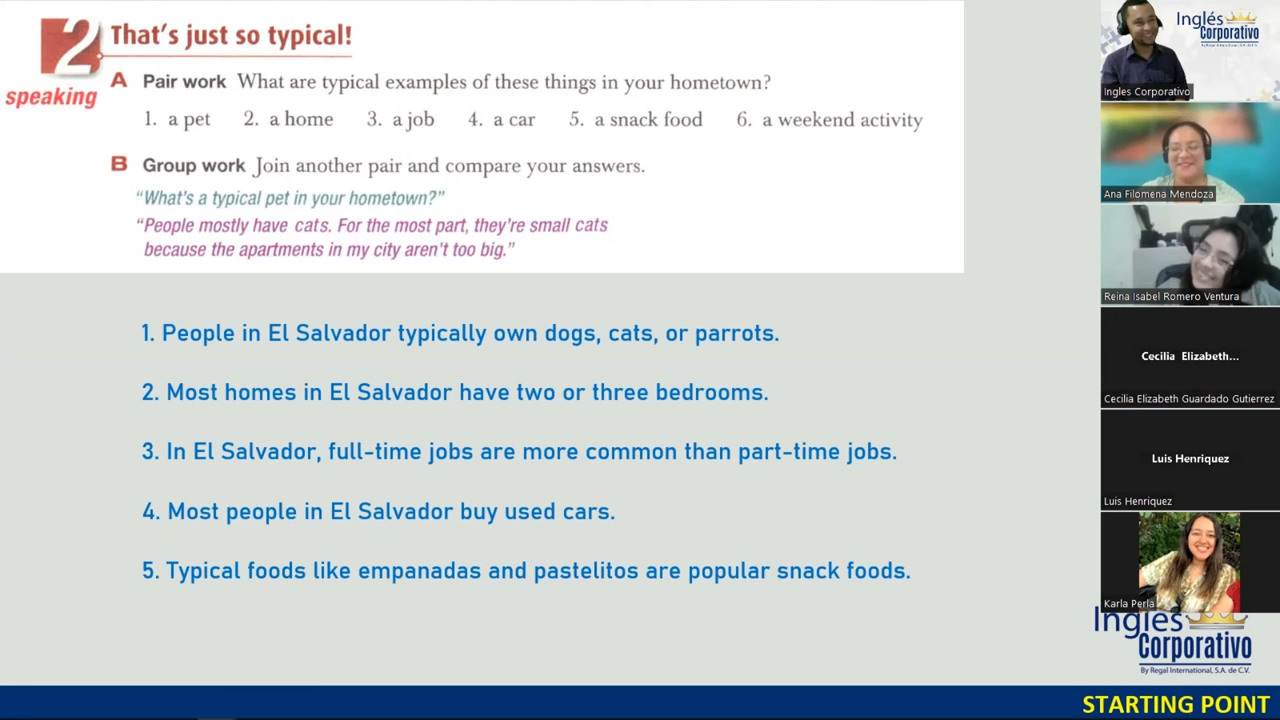 2
speaking
That's just so typical!
A Pair work What are typical examples of these things in your hometown?
1. a pet 2. a home 3. a job 4. a car 5. a snack food 6. a weekend activity
B Group work Join another pair and compare your answers.
"What's a typical pet in your hometown?"
"People mostly have cats. For the most part, they're small cats
because the apartments in my city aren't too big."
1. People in El Salvador typically own dogs, cats, or parrots.
2. Most homes in El Salvador have two or three bedrooms.
3. In El Salvador, full-time jobs are more common than part-time jobs.
4. Most people in El Salvador buy used cars.
5. Typical foods like empanadas and pastelitos are popular snack foods.
Inglés
Corporativo
By Regal International, S.A. de C.V.
Ingles Corporativo
Ana Filomena Mendoza
Reina Isabel Romero Ventura
Cecilia Elizabeth...
Cecilia Elizabeth Guardado Gutierrez
Luis Henriquez
Luis Henriquez
Karla Perla
Inglés
Corporativo
By Regal International, S.A. de C.V.
STARTING POINT